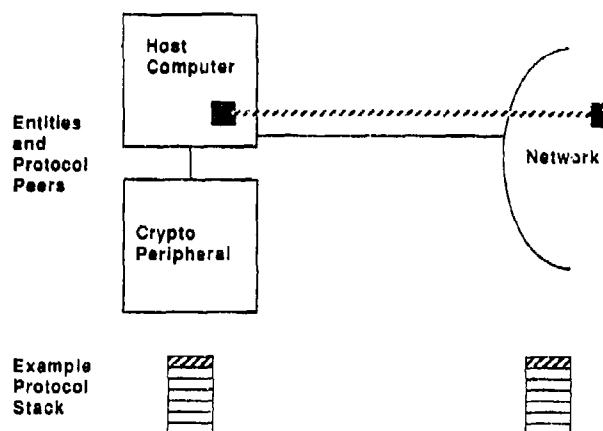 Host
Computer
Entities
and
Protocol
Peers
Network
Crypto
Peripheral
Example
Protocol
Stack